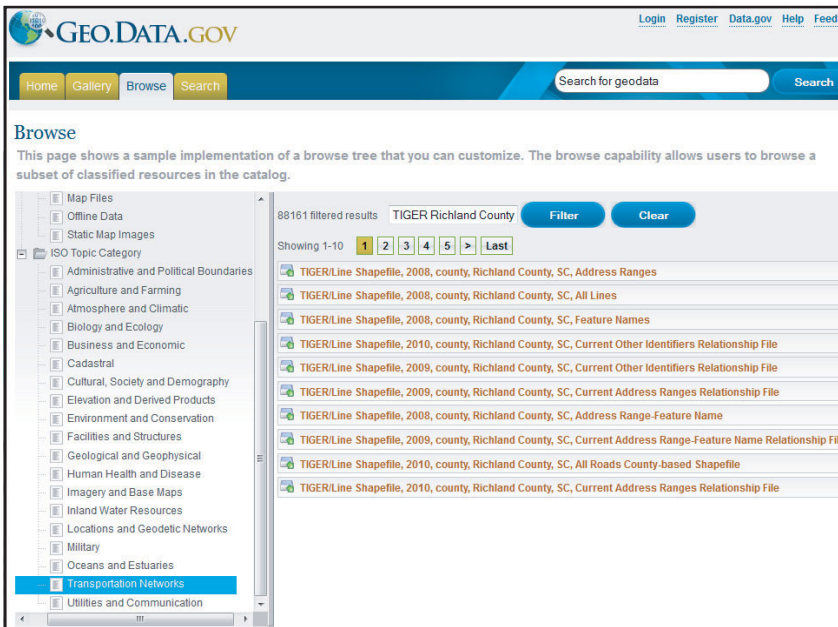 GEO.DATA.GOV
Login Register Data.gov Help Feed
Home Gallery Browse Search
Search for geodata Search
Browse
This page shows a sample implementation of a browse tree that you can customize. The browse capability allows users to browse a
subset of classified resources in the catalog.
Map Files
Offline Data
Static Map Images
ISO Topic Category
Administrative and Political Boundaries
Agriculture and Farming
Atmosphere and Climatic
Biology and Ecology
Business and Economic
Cadastral
Cultural, Society and Demography
Elevation and Derived Products
Environment and Conservation
Facilities and Structures
Geological and Geophysical
Human Health and Disease
Imagery and Base Maps
Inland Water Resources
Locations and Geodetic Networks
Military
Oceans and Estuaries
Transportation Networks
Utilities and Communication
88161 filtered results TIGER Richland County Filter Clear
Showing 1-10 1 2 3 4 5 > Last
TIGER/Line Shapefile, 2008, county, Richland County, SC, Address Ranges
TIGER/Line Shapefile, 2008, county, Richland County, SC, All Lines
TIGER/Line Shapefile, 2008, county, Richland County, SC, Feature Names
TIGER/Line Shapefile, 2010, county, Richland County, SC, Current Other Identifiers Relationship File
TIGER/Line Shapefile, 2009, county, Richland County, SC, Current Other Identifiers Relationship File
TIGER/Line Shapefile, 2009, county, Richland County, SC, Current Address Ranges Relationship File
TIGER/Line Shapefile, 2008, county, Richland County, SC, Address Range-Feature Name
TIGER/Line Shapefile, 2009, county, Richland County, SC, Current Address Range-Feature Name Relationship Fil
TIGER/Line Shapefile, 2010, county, Richland County, SC, All Roads County-based Shapefile
TIGER/Line Shapefile, 2010, county, Richland County, SC, Current Address Ranges Relationship File